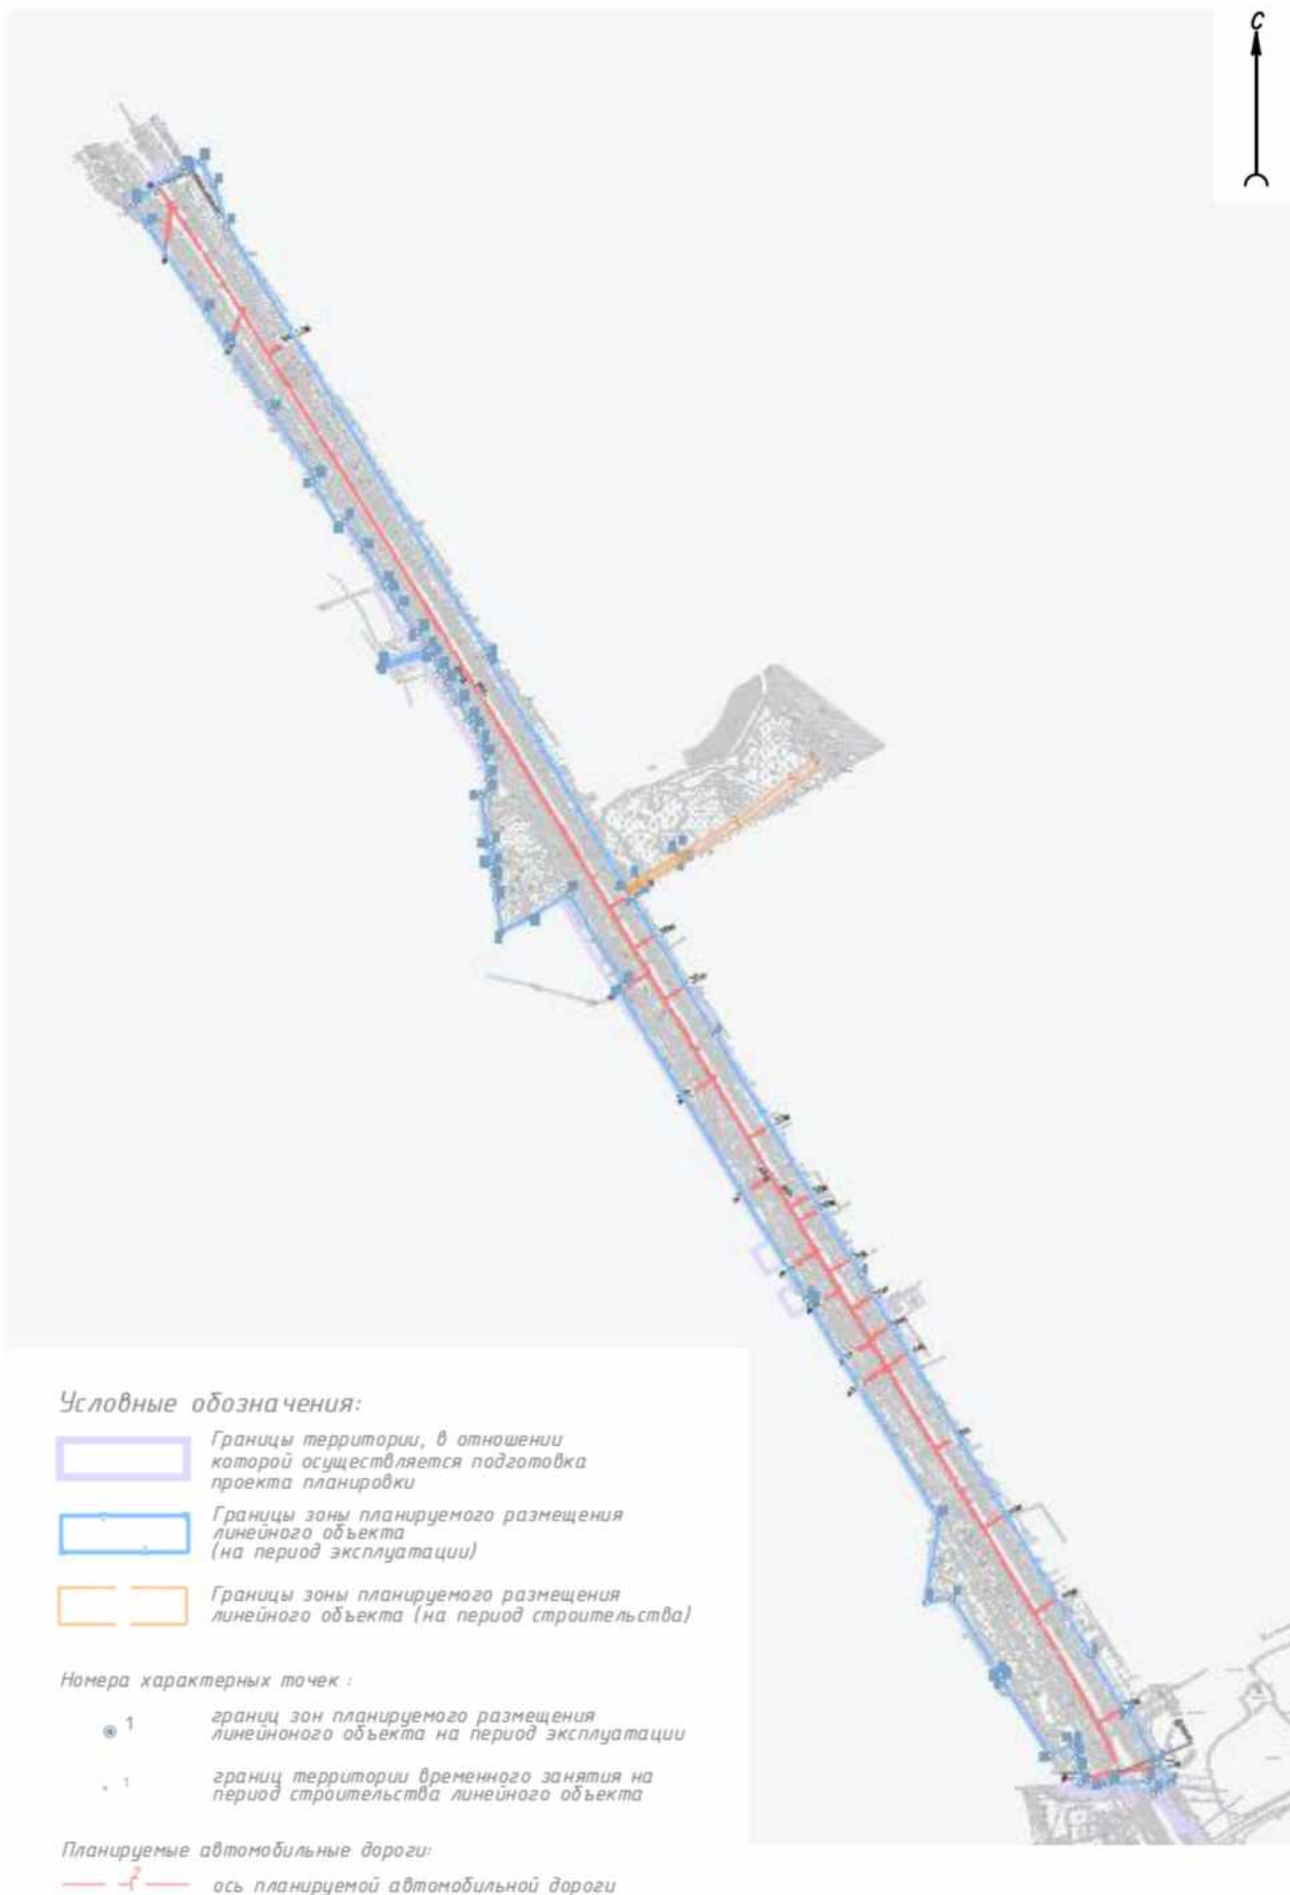 С
Условные обозначения:
Границы территории, в отношении
которой осуществляется подготовка
проекта планировки
Границы зоны планируемого размещения
линейного объекта
(на период эксплуатации)
Границы зоны планируемого размещения
линейного объекта (на период строительства)
Номера характерных точек :
1
границ зон планируемого размещения
линейноного объекта на период эксплуатации
1
границ территории временного занятия на
период строительства линейного объекта
Планируемые автомобильные дороги:
2
ось планируемой автомобильной дороги